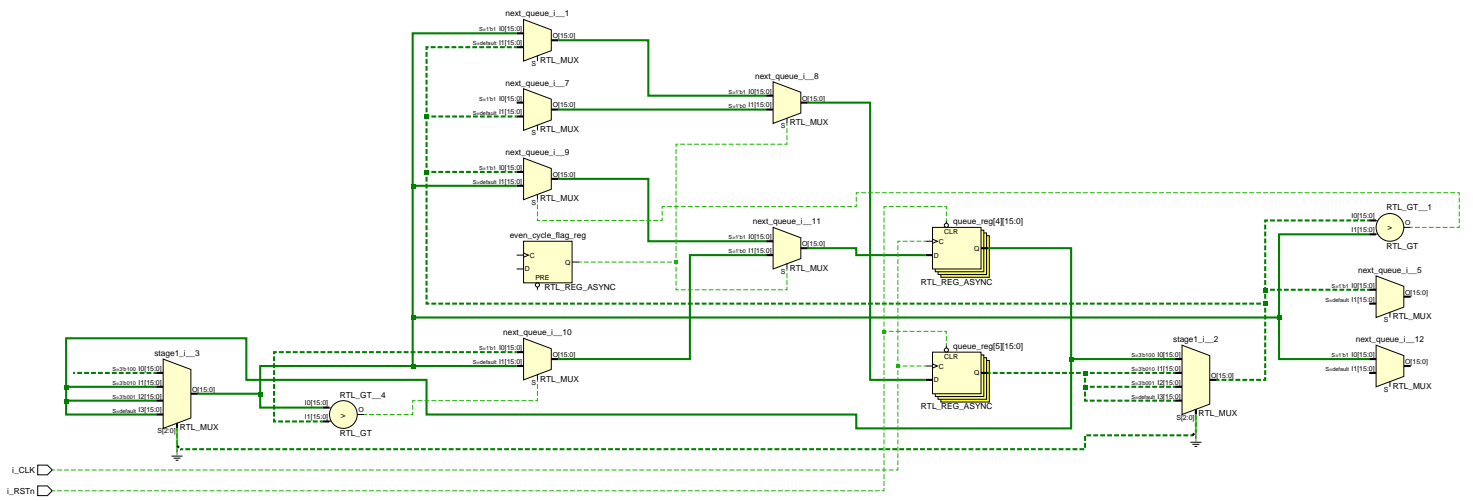 next_queue_i__1
S=1'b1 I0[15:0]
S=default I1[15:0]
O[15:0]
S
RTL_MUX
next_queue_i__7
S=1'b1 I0[15:0]
S=default I1[15:0]
O[15:0]
S
RTL_MUX
next_queue_i__8
S=1'b1 I0[15:0]
S=1'b0 I1[15:0]
O[15:0]
S
RTL_MUX
next_queue_i__9
S=1'b1 I0[15:0]
S=default I1[15:0]
O[15:0]
S
RTL_MUX
next_queue_i__11
S=1'b1 I0[15:0]
S=1'b0 I1[15:0]
O[15:0]
S
RTL_MUX
even_cycle_flag_reg
C
D
Q
PRE
RTL_REG_ASYNC
queue_reg[4][15:0]
CLR
C
D
Q
RTL_REG_ASYNC
RTL_GT__1
I0[15:0]
I1[15:0]
>
O
RTL_GT
next_queue_i__5
S=1'b1 I0[15:0]
S=default I1[15:0]
O[15:0]
S
RTL_MUX
next_queue_i__10
S=1'b1 I0[15:0]
S=default I1[15:0]
O[15:0]
S
RTL_MUX
queue_reg[5][15:0]
CLR
C
D
Q
RTL_REG_ASYNC
stage1_i__2
S=3'b100 I0[15:0]
S=3'b010 I1[15:0]
S=3'b001 I2[15:0]
S=default I3[15:0]
O[15:0]
S[2:0]
RTL_MUX
next_queue_i__12
S=1'b1 I0[15:0]
S=default I1[15:0]
O[15:0]
S
RTL_MUX
stage1_i__3
S=3'b100 I0[15:0]
S=3'b010 I1[15:0]
S=3'b001 I2[15:0]
S=default I3[15:0]
O[15:0]
S[2:0]
RTL_MUX
RTL_GT__4
I0[15:0]
I1[15:0]
>
O
RTL_GT
i_CLK
i_RSTn